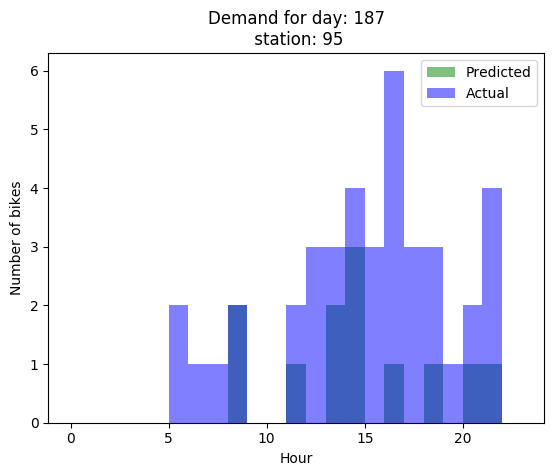 Demand for day: 187
station: 95
Predicted
Actual
Number of bikes
6
5
4
3
2
1
0
0
5
10
15
20
Hour